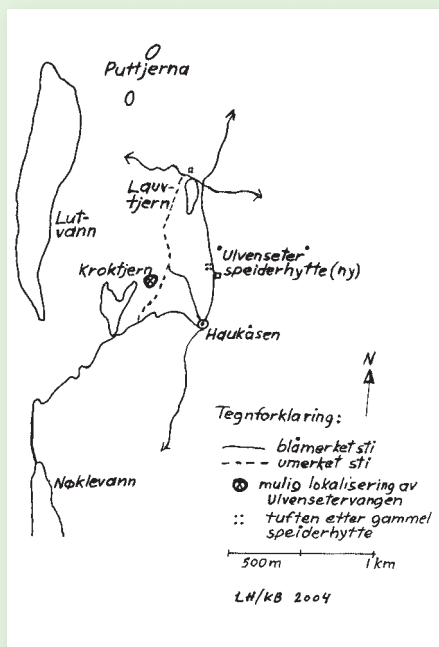 Puttjerna
Lauv-
tjern
Lut-
vann
"Ulvenseter"
speiderhytte (ny)
Kroktjern
Haukåsen
N
Tegnforklaring:
blåmerket sti
umerket sti
mulig lokalisering av
Ulvensetervangen
tuften etter gammel
speiderhytte
Nøklevann
500m 1 km
LH/KB 2004